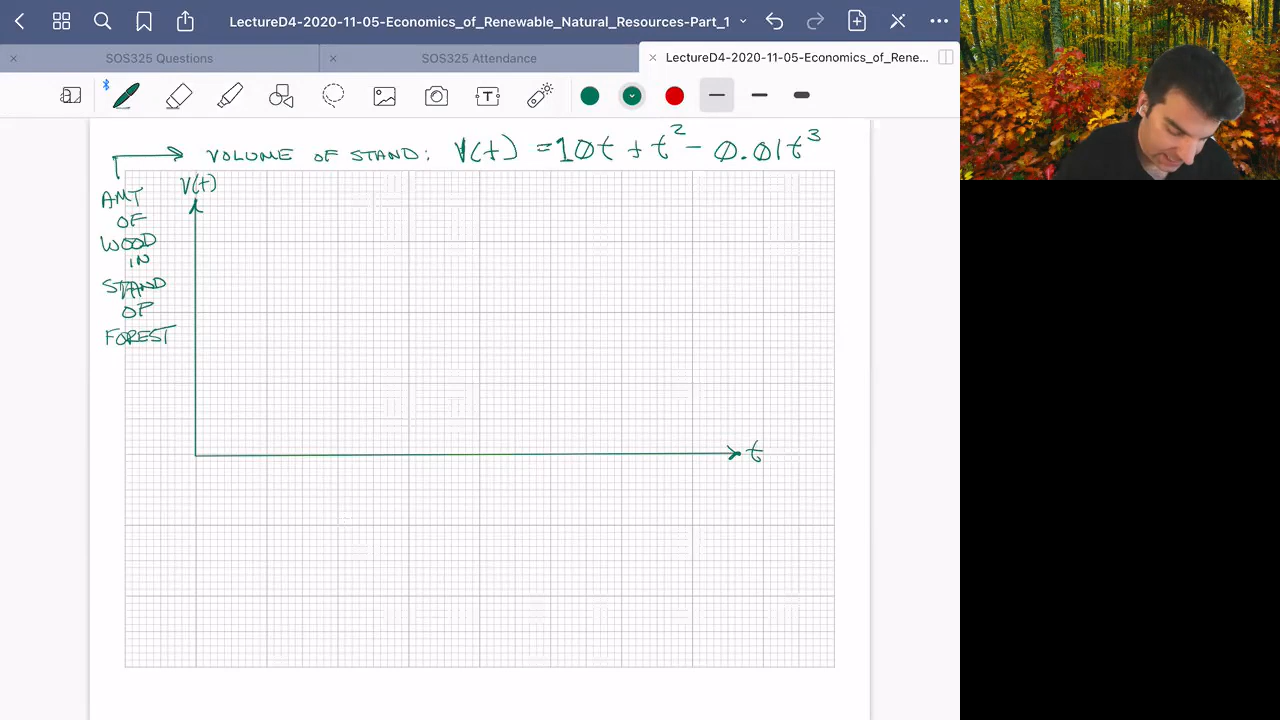 LectureD4-2020-11-05-Economics_of_Renewable_Natural_Resources-Part_1
SOS325 Questions
SOS325 Attendance
LectureD4-2020-11-05-Economics_of_Rene...
VOLUME OF STAND: V(t) = 10t + t² - 0.01t³
V(t)
AMT
OF
WOOD
IN
STAND
OF
FOREST
t